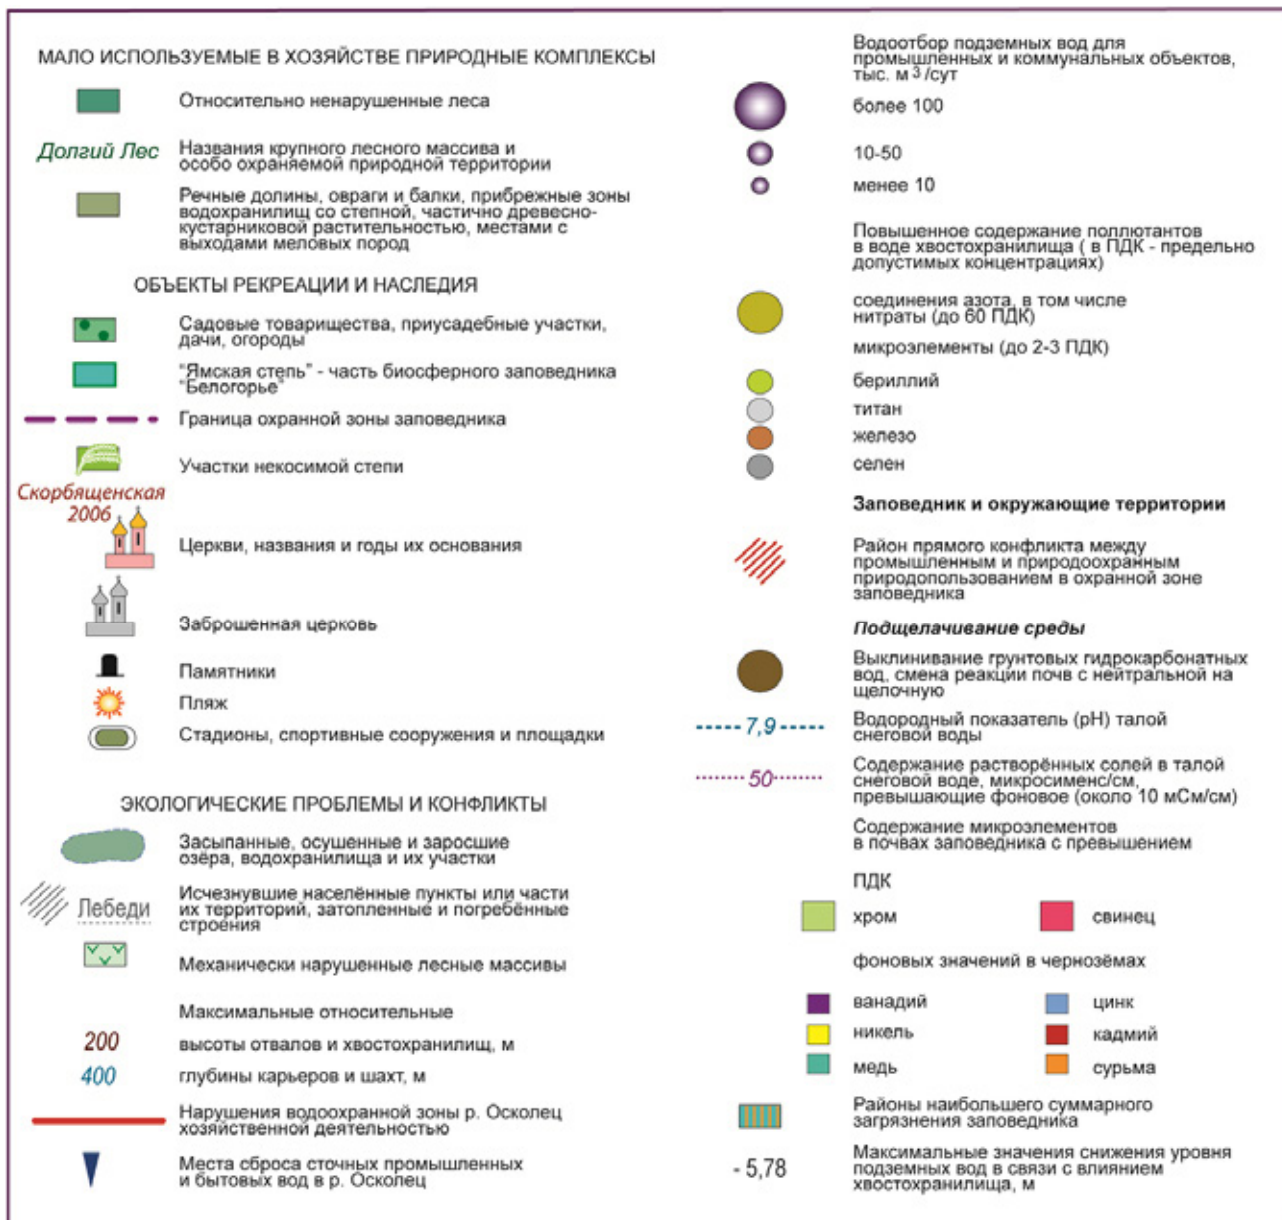 МАЛО ИСПОЛЬЗУЕМЫЕ В ХОЗЯЙСТВЕ ПРИРОДНЫЕ КОМПЛЕКСЫ
Относительно ненарушенные леса
Долгий Лес
Названия крупного лесного массива и
особо охраняемой природной территории
Речные долины, овраги и балки, прибрежные зоны
водохранилищ со степной, частично древесно-
кустарниковой растительностью, местами с
выходами меловых пород
ОБЪЕКТЫ РЕКРЕАЦИИ И НАСЛЕДИЯ
Садовые товарищества, приусадебные участки,
дачи, огороды
"Ямская степь" - часть биосферного заповедника
"Белогорье"
Граница охранной зоны заповедника
Участки некосимой степи
Скорбященская
2006
Церкви, названия и годы их основания
Заброшенная церковь
Памятники
Пляж
Стадионы, спортивные сооружения и площадки
ЭКОЛОГИЧЕСКИЕ ПРОБЛЕМЫ И КОНФЛИКТЫ
Засыпанные, осушенные и заросшие
озёра, водохранилища и их участки
Лебеди
Исчезнувшие населённые пункты или части
их территорий, затопленные и погребённые
строения
Механически нарушенные лесные массивы
Максимальные относительные
200
высоты отвалов и хвостохранилищ, м
400
глубины карьеров и шахт, м
Нарушения водоохранной зоны р. Осколец
хозяйственной деятельностью
Места сброса сточных промышленных
и бытовых вод в р. Осколец
Водоотбор подземных вод для
промышленных и коммунальных объектов,
тыс. м 3 /сут
более 100
10-50
менее 10
Повышенное содержание поллютантов
в воде хвостохранилища ( в ПДК - предельно
допустимых концентрациях)
соединения азота, в том числе
нитраты (до 60 ПДК)
микроэлементы (до 2-3 ПДК)
бериллий
титан
железо
селен
Заповедник и окружающие территории
Район прямого конфликта между
промышленным и природоохранным
природопользованием в охранной зоне
заповедника
Подщелачивание среды
Выклинивание грунтовых гидрокарбонатных
вод, смена реакции почв с нейтральной на
щелочную
7,9
Водородный показатель (pH) талой
снеговой воды
50
Содержание растворённых солей в талой
снеговой воде, микросименс/см,
превышающие фоновое (около 10 мСм/см)
Содержание микроэлементов
в почвах заповедника с превышением
ПДК
хром
свинец
фоновых значений в чернозёмах
ванадий
цинк
никель
кадмий
медь
сурьма
Районы наибольшего суммарного
загрязнения заповедника
- 5,78
Максимальные значения снижения уровня
подземных вод в связи с влиянием
хвостохранилища, м